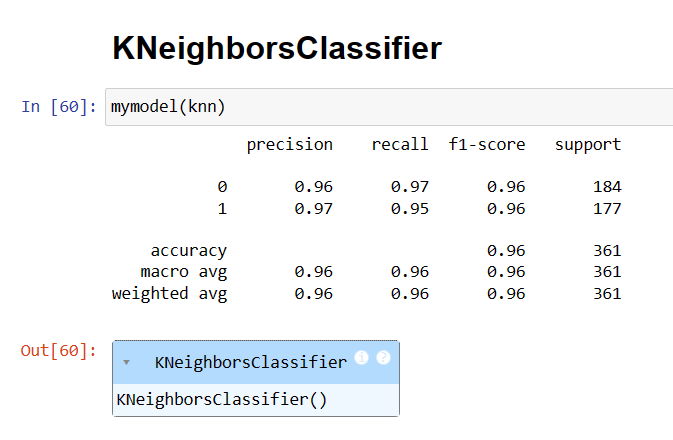 KNeighborsClassifier
In [60]: mymodel(knn)
precision recall f1-score support
0 0.96 0.97 0.96 184
1 0.97 0.95 0.96 177
accuracy 0.96 361
macro avg 0.96 0.96 0.96 361
weighted avg 0.96 0.96 0.96 361
Out[60]:
▾ KNeighborsClassifier i ?
KNeighborsClassifier()